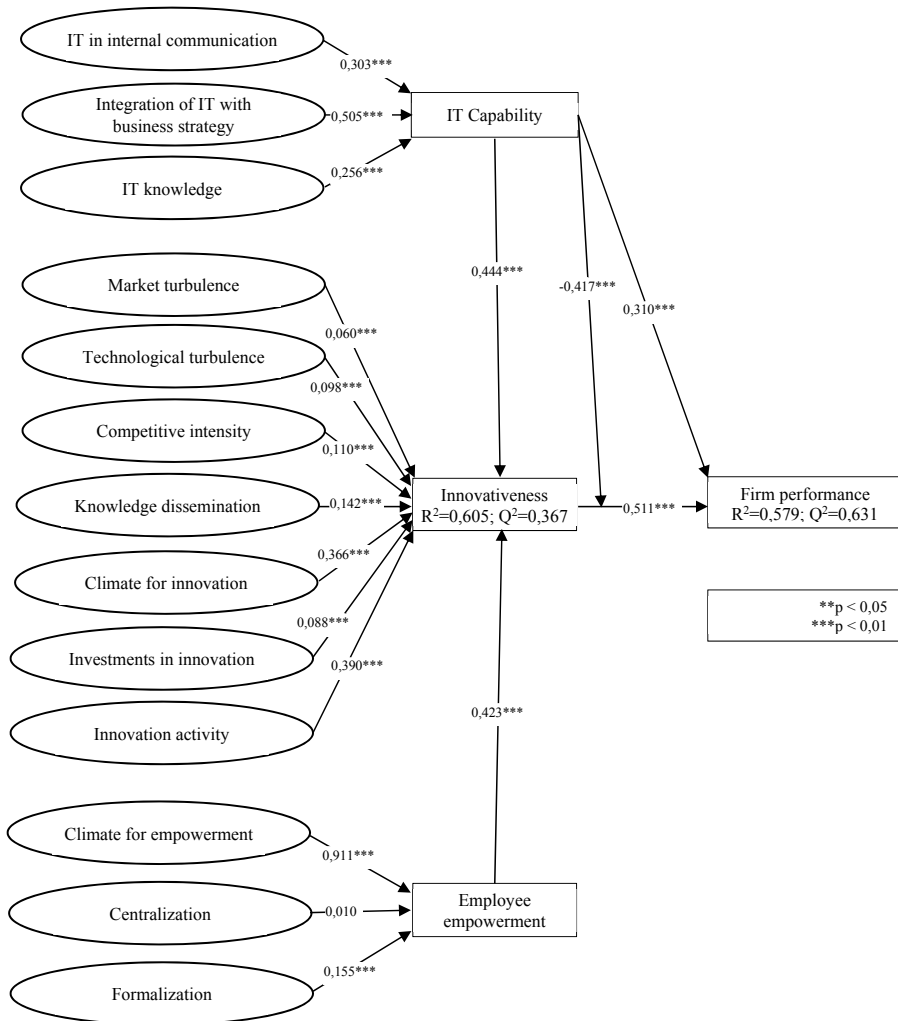 IT in internal communication
0,303***
Integration of IT with
business strategy
0,505***
IT Capability
IT knowledge
0,256***
Market turbulence
0,444***
-0,417***
0,310***
0,060***
Technological turbulence
0,098***
Competitive intensity
0,110***
Knowledge dissemination
0,142***
Innovativeness
R²=0,605; Q²=0,367
0,511***
Firm performance
R²=0,579; Q²=0,631
0,366***
Climate for innovation
**p < 0,05
***p < 0,01
0,088***
Investments in innovation
0,390***
Innovation activity
0,423***
Climate for empowerment
0,911***
Centralization
0,010
Employee
empowerment
0,155***
Formalization